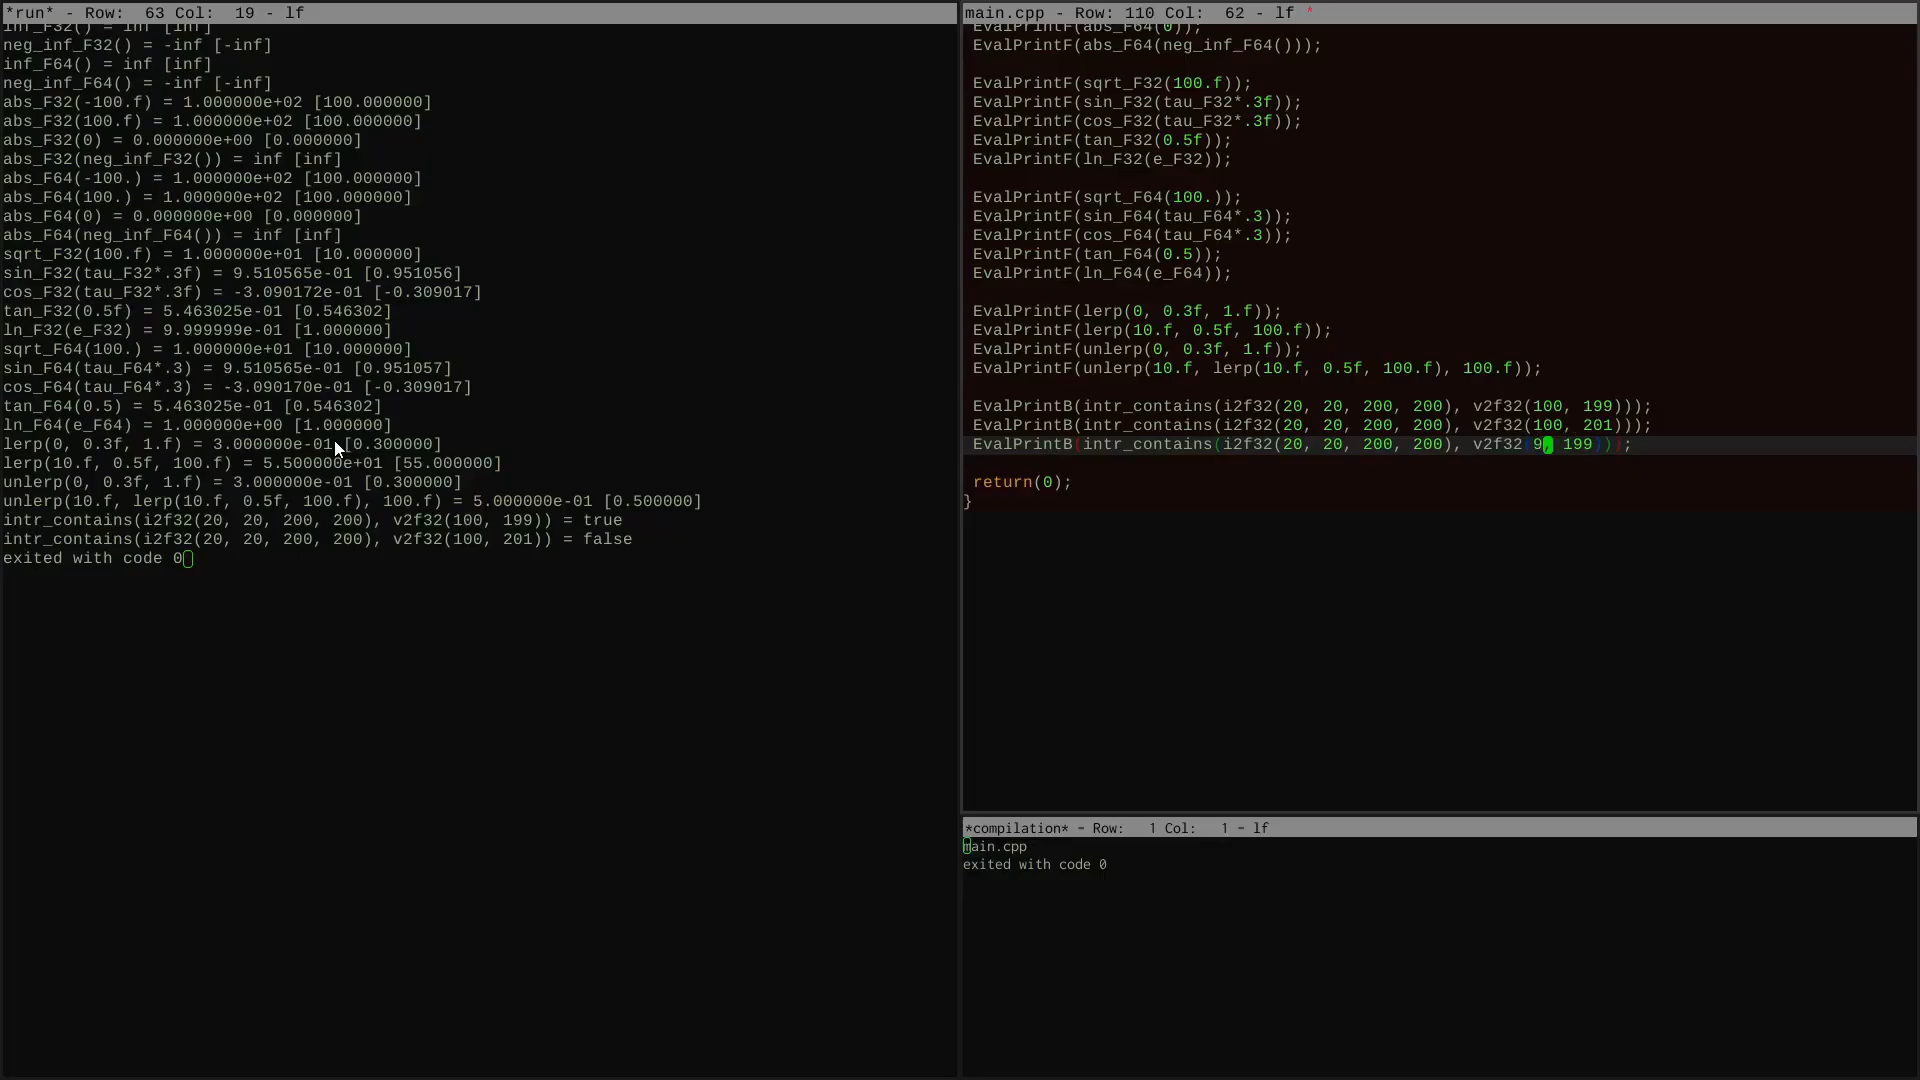 *run* - Row:  63 Col:  19 - lf
inf_F32() = inf [inf]
neg_inf_F32() = -inf [-inf]
inf_F64() = inf [inf]
neg_inf_F64() = -inf [-inf]
abs_F32(-100.f) = 1.000000e+02 [100.000000]
abs_F32(100.f) = 1.000000e+02 [100.000000]
abs_F32(0) = 0.000000e+00 [0.000000]
abs_F32(neg_inf_F32()) = inf [inf]
abs_F64(-100.) = 1.000000e+02 [100.000000]
abs_F64(100.) = 1.000000e+02 [100.000000]
abs_F64(0) = 0.000000e+00 [0.000000]
abs_F64(neg_inf_F64()) = inf [inf]
sqrt_F32(100.f) = 1.000000e+01 [10.000000]
sin_F32(tau_F32*.3f) = 9.510565e-01 [0.951056]
cos_F32(tau_F32*.3f) = -3.090172e-01 [-0.309017]
tan_F32(0.5f) = 5.463025e-01 [0.546302]
ln_F32(e_F32) = 9.999999e-01 [1.000000]
sqrt_F64(100.) = 1.000000e+01 [10.000000]
sin_F64(tau_F64*.3) = 9.510565e-01 [0.951057]
cos_F64(tau_F64*.3) = -3.090170e-01 [-0.309017]
tan_F64(0.5) = 5.463025e-01 [0.546302]
ln_F64(e_F64) = 1.000000e+00 [1.000000]
lerp(0, 0.3f, 1.f) = 3.000000e-01 [0.300000]
lerp(10.f, 0.5f, 100.f) = 5.500000e+01 [55.000000]
unlerp(0, 0.3f, 1.f) = 3.000000e-01 [0.300000]
unlerp(10.f, lerp(10.f, 0.5f, 100.f), 100.f) = 5.000000e-01 [0.500000]
intr_contains(i2f32(20, 20, 200, 200), v2f32(100, 199)) = true
intr_contains(i2f32(20, 20, 200, 200), v2f32(100, 201)) = false
exited with code 0
main.cpp - Row: 110 Col:  62 - lf *
EvalPrintF(abs_F64(0));
EvalPrintF(abs_F64(neg_inf_F64()));
EvalPrintF(sqrt_F32(100.f));
EvalPrintF(sin_F32(tau_F32*.3f));
EvalPrintF(cos_F32(tau_F32*.3f));
EvalPrintF(tan_F32(0.5f));
EvalPrintF(ln_F32(e_F32));
EvalPrintF(sqrt_F64(100.));
EvalPrintF(sin_F64(tau_F64*.3));
EvalPrintF(cos_F64(tau_F64*.3));
EvalPrintF(tan_F64(0.5));
EvalPrintF(ln_F64(e_F64));
EvalPrintF(lerp(0, 0.3f, 1.f));
EvalPrintF(lerp(10.f, 0.5f, 100.f));
EvalPrintF(unlerp(0, 0.3f, 1.f));
EvalPrintF(unlerp(10.f, lerp(10.f, 0.5f, 100.f), 100.f));
EvalPrintB(intr_contains(i2f32(20, 20, 200, 200), v2f32(100, 199)));
EvalPrintB(intr_contains(i2f32(20, 20, 200, 200), v2f32(100, 201)));
EvalPrintB(intr_contains(i2f32(20, 20, 200, 200), v2f32(9, 199)));
return(0);
}
*compilation* - Row:   1 Col:   1 - lf
main.cpp
exited with code 0